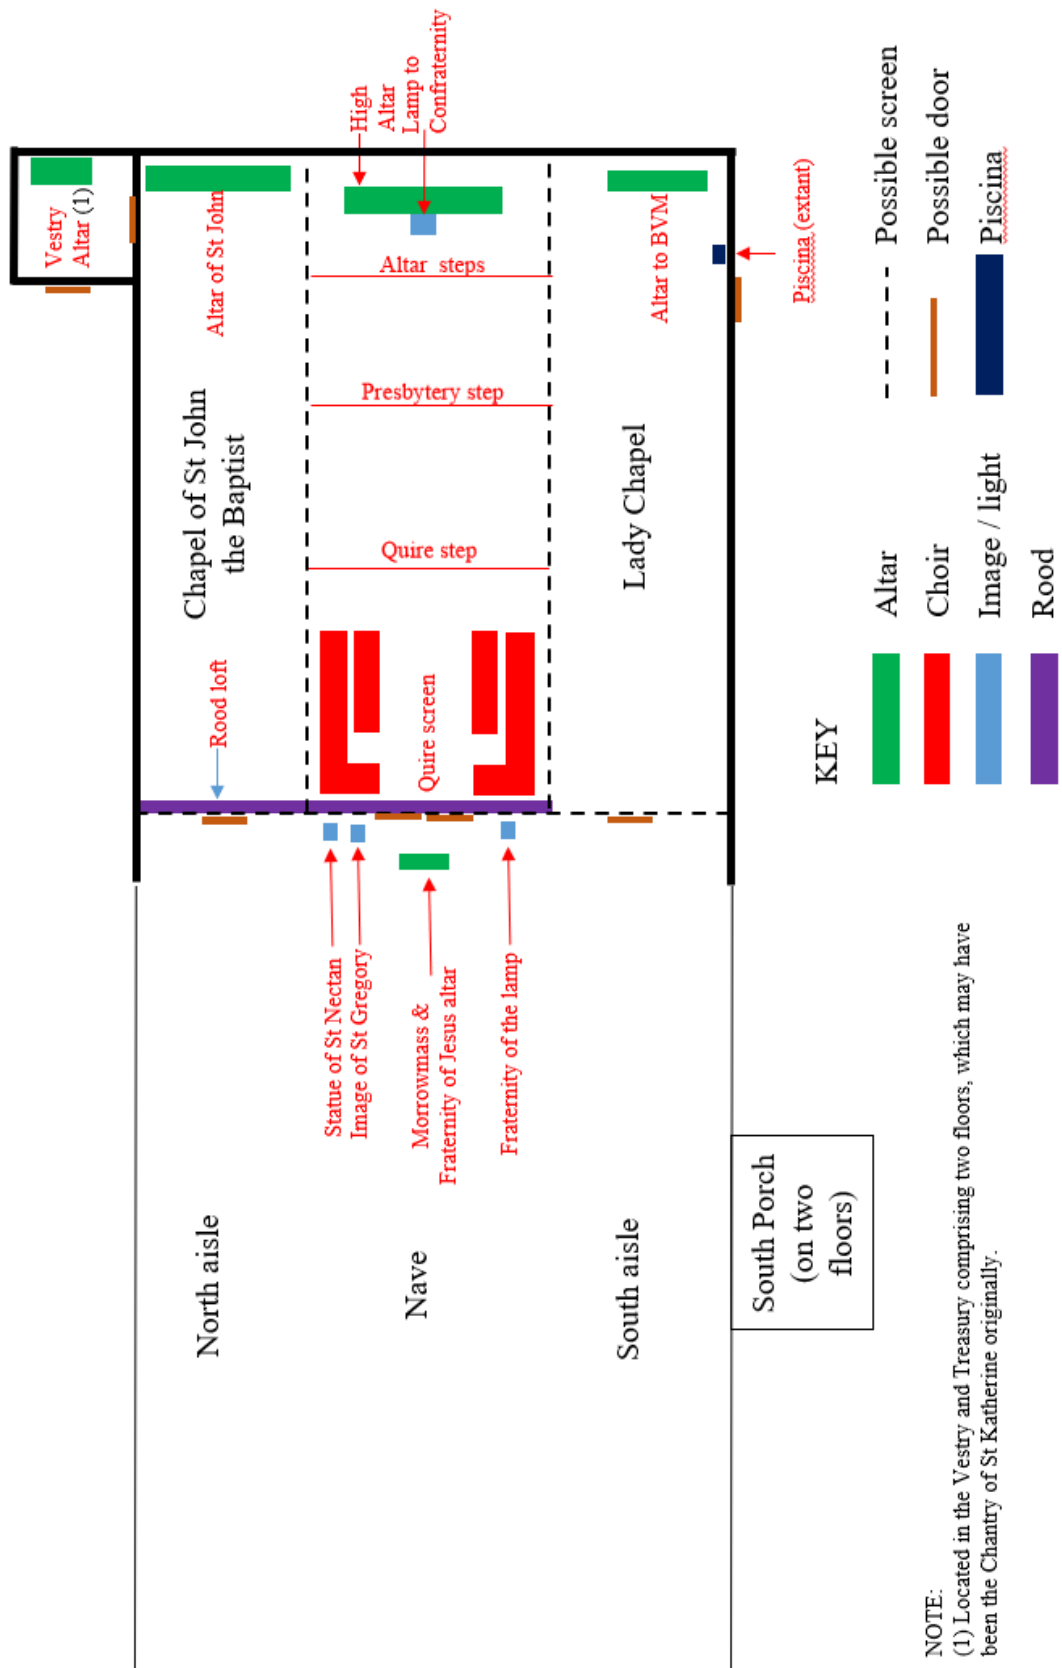 Vestry
Altar (1)
Altar of St John
High
Altar
Lamp to
Confraternity
Altar to BVM
Piscina (extant)
Altar steps
Presbytery step
Quire step
Chapel of St John
the Baptist
Lady Chapel
Rood loft
Quire screen
Statue of St Nectan
Image of St Gregory
Morrowmass &
Fraternity of Jesus altar
Fraternity of the lamp
North aisle
Nave
South aisle
South Porch
(on two
floors)
KEY
Altar
Choir
Image / light
Rood
Possible screen
Possible door
Piscina
NOTE:
(1) Located in the Vestry and Treasury comprising two floors, which may have
been the Chantry of St Katherine originally.